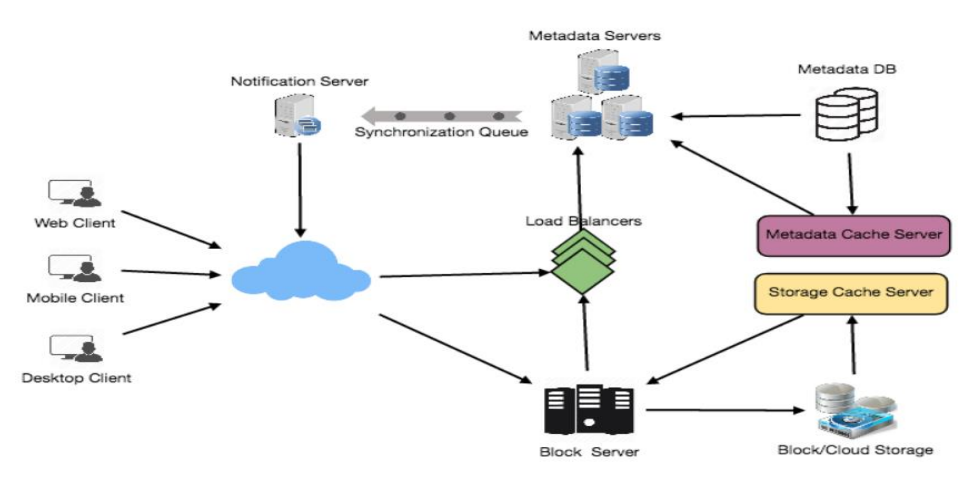 Metadata Servers
Notification Server
Metadata DB
Synchronization Queue
Web Client
Load Balancers
Metadata Cache Server
Mobile Client
Storage Cache Server
Desktop Client
Block Server
Block/Cloud Storage